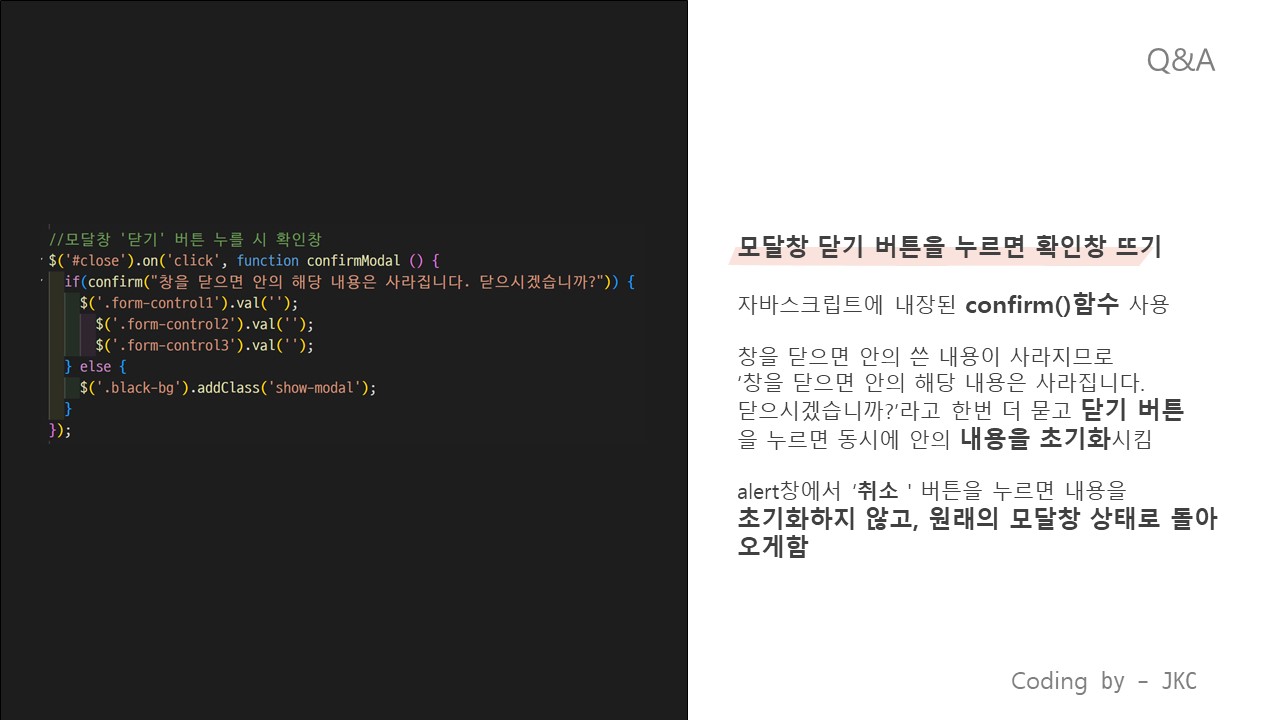 Q&A
//모달창 '닫기' 버튼 누를 시 확인창
$('#close').on('click', function confirmModal () {
if(confirm("창을 닫으면 안의 해당 내용은 사라집니다. 닫으시겠습니까?")) {
$('.form-control1').val('');
$('.form-control2').val('');
$('.form-control3').val('');
} else {
$('.black-bg').addClass('show-modal');
}
});
모달창 닫기 버튼을 누르면 확인창 뜨기
자바스크립트에 내장된 confirm()함수 사용
창을 닫으면 안의 쓴 내용이 사라지므로
'창을 닫으면 안의 해당 내용은 사라집니다.
닫으시겠습니까?'라고 한번 더 묻고 닫기 버튼
을 누르면 동시에 안의 내용을 초기화시킴
alert창에서 '취소 ' 버튼을 누르면 내용을
초기화하지 않고, 원래의 모달창 상태로 돌아
오게함
Coding by – JKC